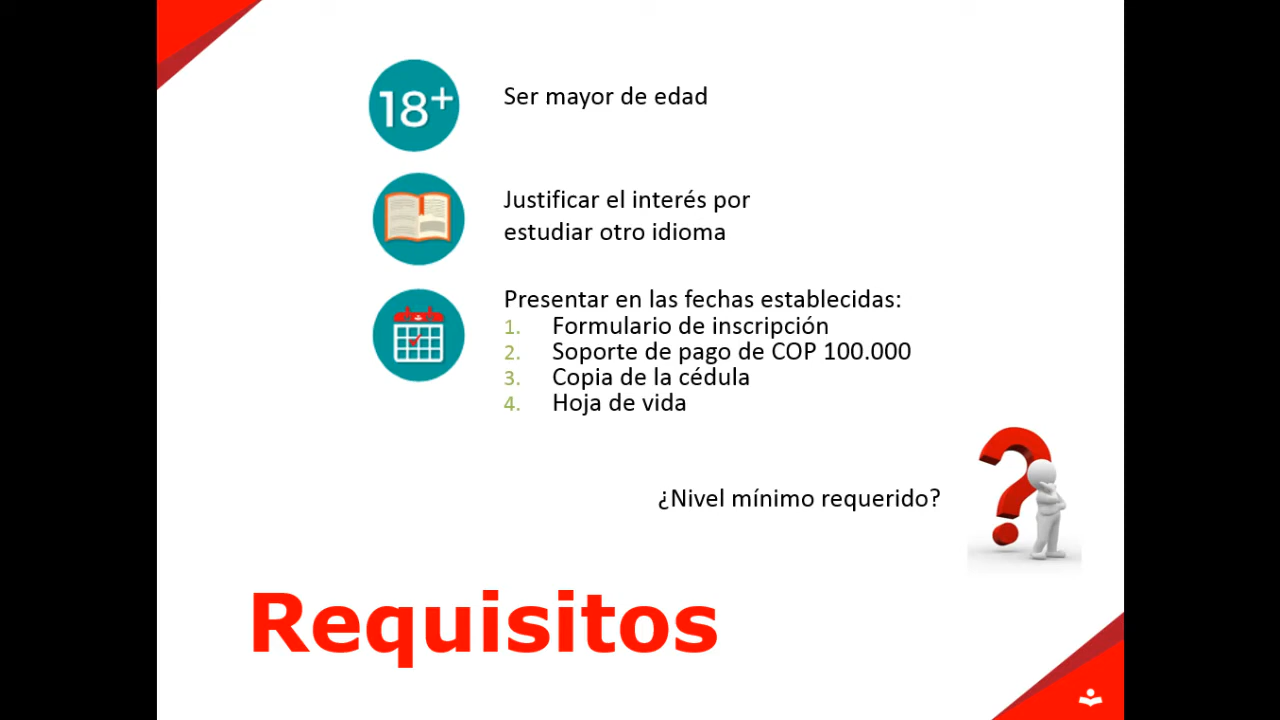 18+
Ser mayor de edad
Justificar el interés por
estudiar otro idioma
Presentar en las fechas establecidas:
1. Formulario de inscripción
2. Soporte de pago de COP 100.000
3. Copia de la cédula
4. Hoja de vida
¿Nivel mínimo requerido?
Requisitos